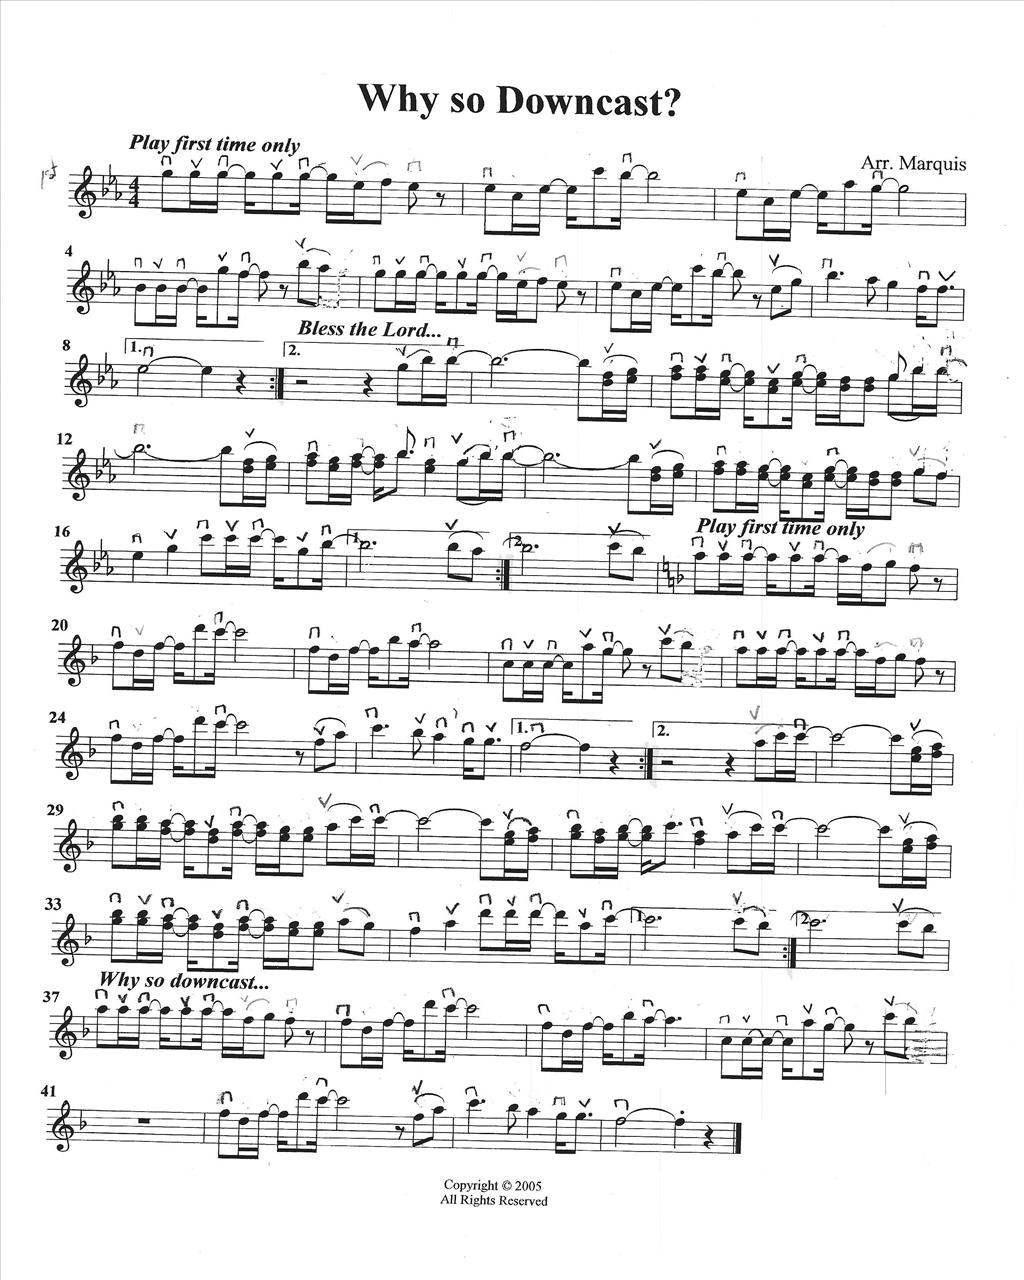 Why so Downcast?
Play first time only
Arr. Marquis
1st
4
4
4
Bless the Lord...
8
1.
2.
12
Play first time only
16
1.
2.
20
24
1.
2.
29
33
1.
2.
Why so downcast...
37
41
Copyright © 2005
All Rights Reserved